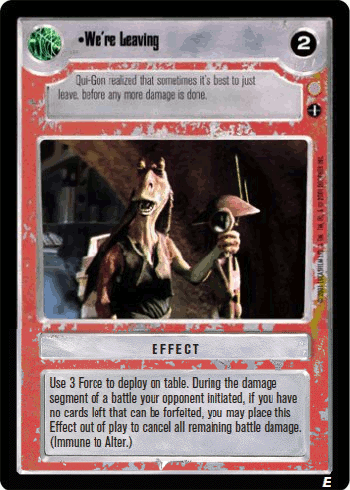 •We're Leaving
2
Qui-Gon realized that sometimes it's best to just
leave, before any more damage is done.
EFFECT
Use 3 Force to deploy on table. During the damage
segment of a battle your opponent initiated, if you have
no cards left that can be forfeited, you may place this
Effect out of play to cancel all remaining battle damage.
(Immune to Alter.)
E